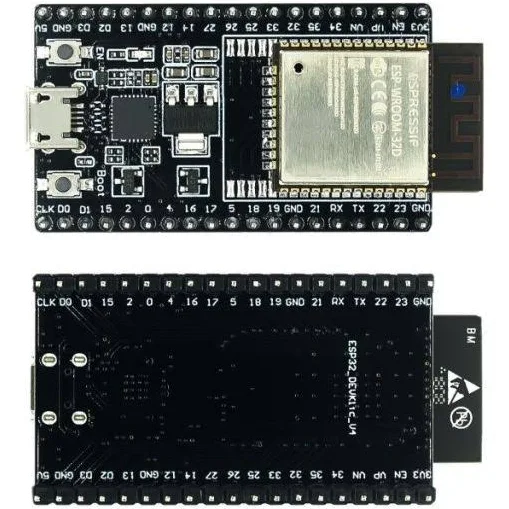 5V CMD D3 D2 13 GND 12 14 27 26 25 33 32 35 34 VN VP EN 3V3
EN
ESPRESSIF
ESP-WROOM-32D
Boot
CLK D0 D1 15 2 0 4 16 17 5 18 19 GND 21 RX TX 22 23 GND
CLK D0 D1 15 2 0 4 16 17 5 18 19 GND 21 RX TX 22 23 GND
BM
ESP32_DEVKitC_V4
5V CMD D3 D2 13 GND 12 14 27 26 25 33 32 35 34 VN VP EN 3V3